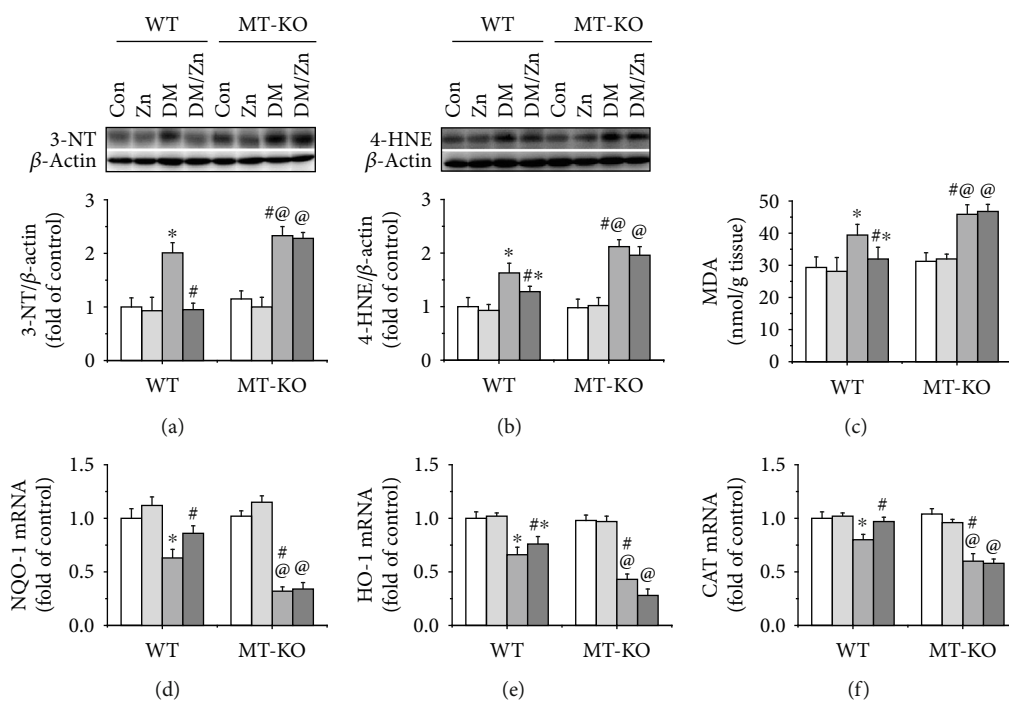 WT MT-KO
Con Zn DM DM/Zn Con Zn DM DM/Zn
3-NT
β-Actin
3-NT/β-actin
(fold of control)
3
2
1
0
*
#
#@
@
WT MT-KO
(a)
WT MT-KO
Con Zn DM DM/Zn Con Zn DM DM/Zn
4-HNE
β-Actin
4-HNE/β-actin
(fold of control)
3
2
1
0
*
#*
#@
@
WT MT-KO
(b)
MDA
(nmol/g tissue)
50
40
30
20
10
0
*
#*
#@
@
WT MT-KO
(c)
NQO-1 mRNA
(fold of control)
1.5
1.0
0.5
0.0
*
#
#
@
@
WT MT-KO
(d)
HO-1 mRNA
(fold of control)
1.5
1.0
0.5
0.0
*
#*
#
@
@
WT MT-KO
(e)
CAT mRNA
(fold of control)
1.5
1.0
0.5
0.0
*
#
#
@
@
WT MT-KO
(f)